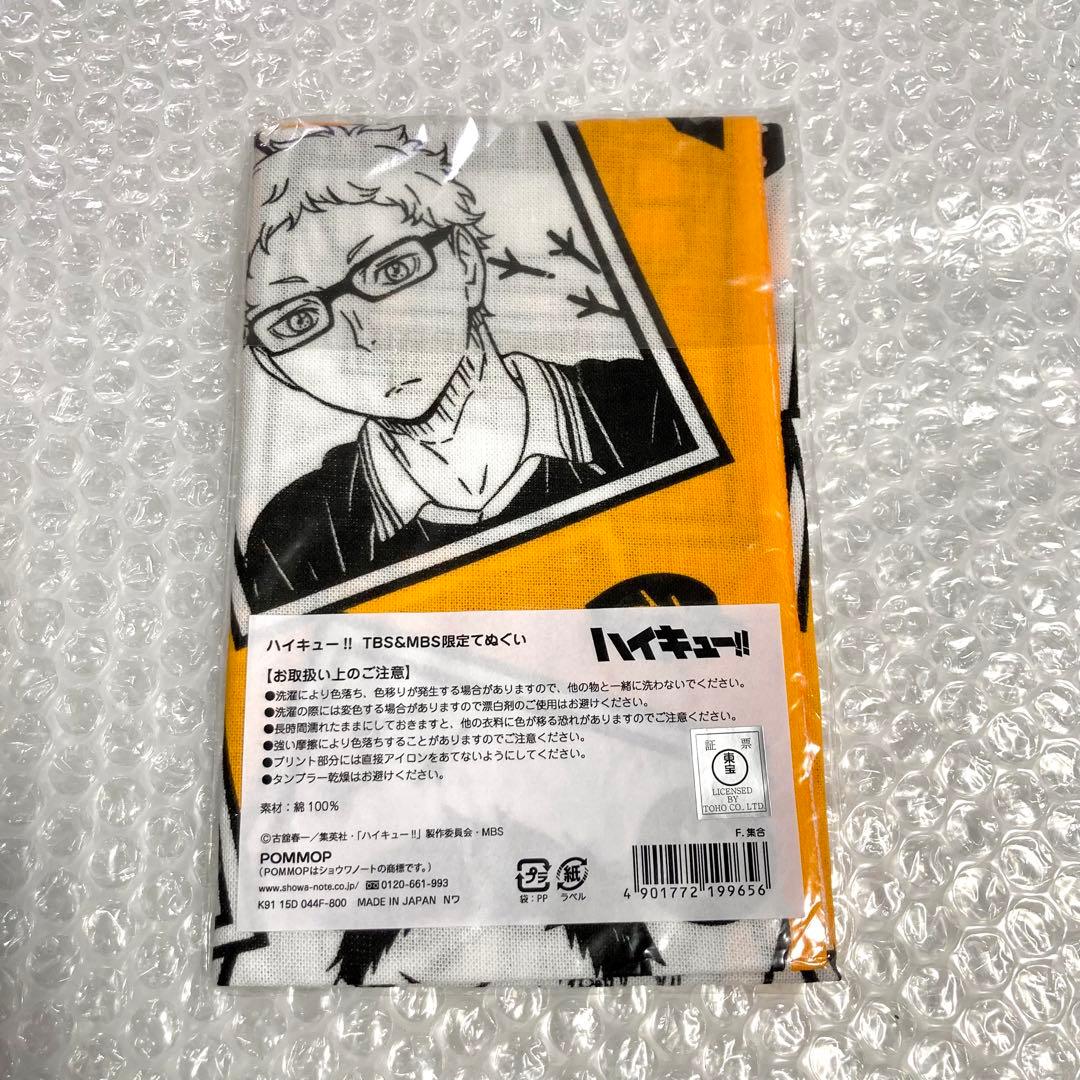 ハイキュー!! TBS&MBS限定てぬぐい
ハイキュー!!
【お取扱い上のご注意】
●洗濯により色落ち、色移りが発生する場合がありますので、他の物と一緒に洗わないでください。
●洗濯の際には変色する場合がありますので漂白剤のご使用はお避けください。
●長時間濡れたままにしておきますと、他の衣料に色が移る恐れがありますのでご注意ください。
●強い摩擦により色落ちすることがありますのでご注意ください。
●プリント部分には直接アイロンをあてないようにしてください。
●タンブラー乾燥はお避けください。
証 票
東宝
LICENSED
BY
TOHO CO., LTD.
素材：綿100％
©古舘春一／集英社・「ハイキュー!!」製作委員会・MBS
F. 集合
POMMOP
（POMMOPはショウワノートの商標です。）
www.showa-note.co.jp/ 0120-661-993
K91 15D 044F-800 MADE IN JAPAN Nワ
プラ
袋：PP
紙
ラベル
4 901772 199656